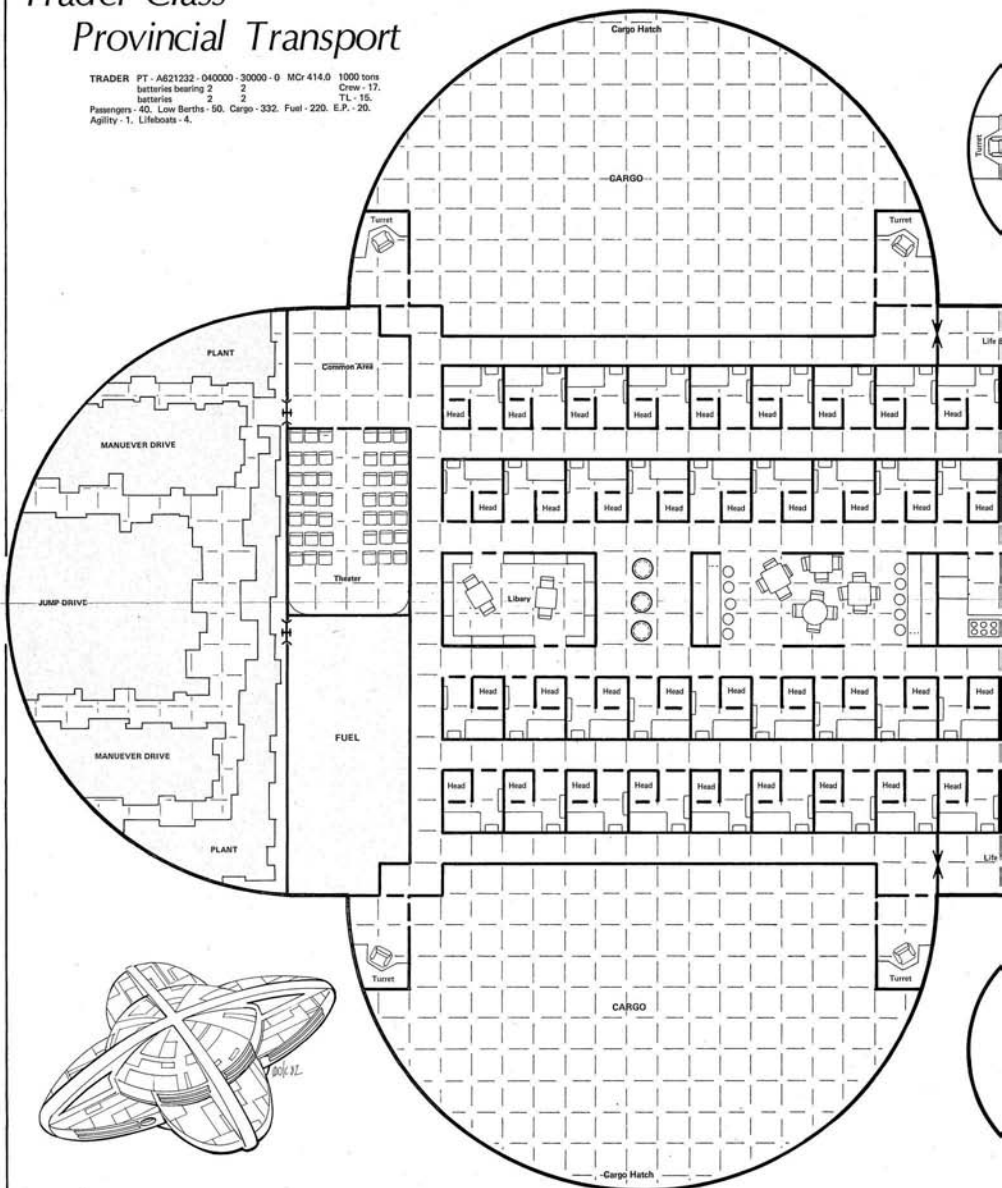 Trader Class
Provincial Transport
TRADER PT - A621232 - 040000 - 30000 - 0 MCr 414.0 1000 tons
batteries bearing 2 2 Crew - 17.
batteries 2 2 TL - 15.
Passengers - 40. Low Berths - 50. Cargo - 332. Fuel - 220. E.P. - 20.
Agility - 1. Lifeboats - 4.
Cargo Hatch
Turret
CARGO
Turret
Turret
PLANT
Common Area
Life
MANUEVER DRIVE
Head Head Head Head Head Head Head Head Head
Head Head Head Head Head Head Head Head Head
Theater
JUMP DRIVE
Libary
Head Head Head Head Head Head Head Head Head
FUEL
MANUEVER DRIVE
Head Head Head Head Head Head Head Head Head
PLANT
Life
Turret
Turret
CARGO
Cargo Hatch